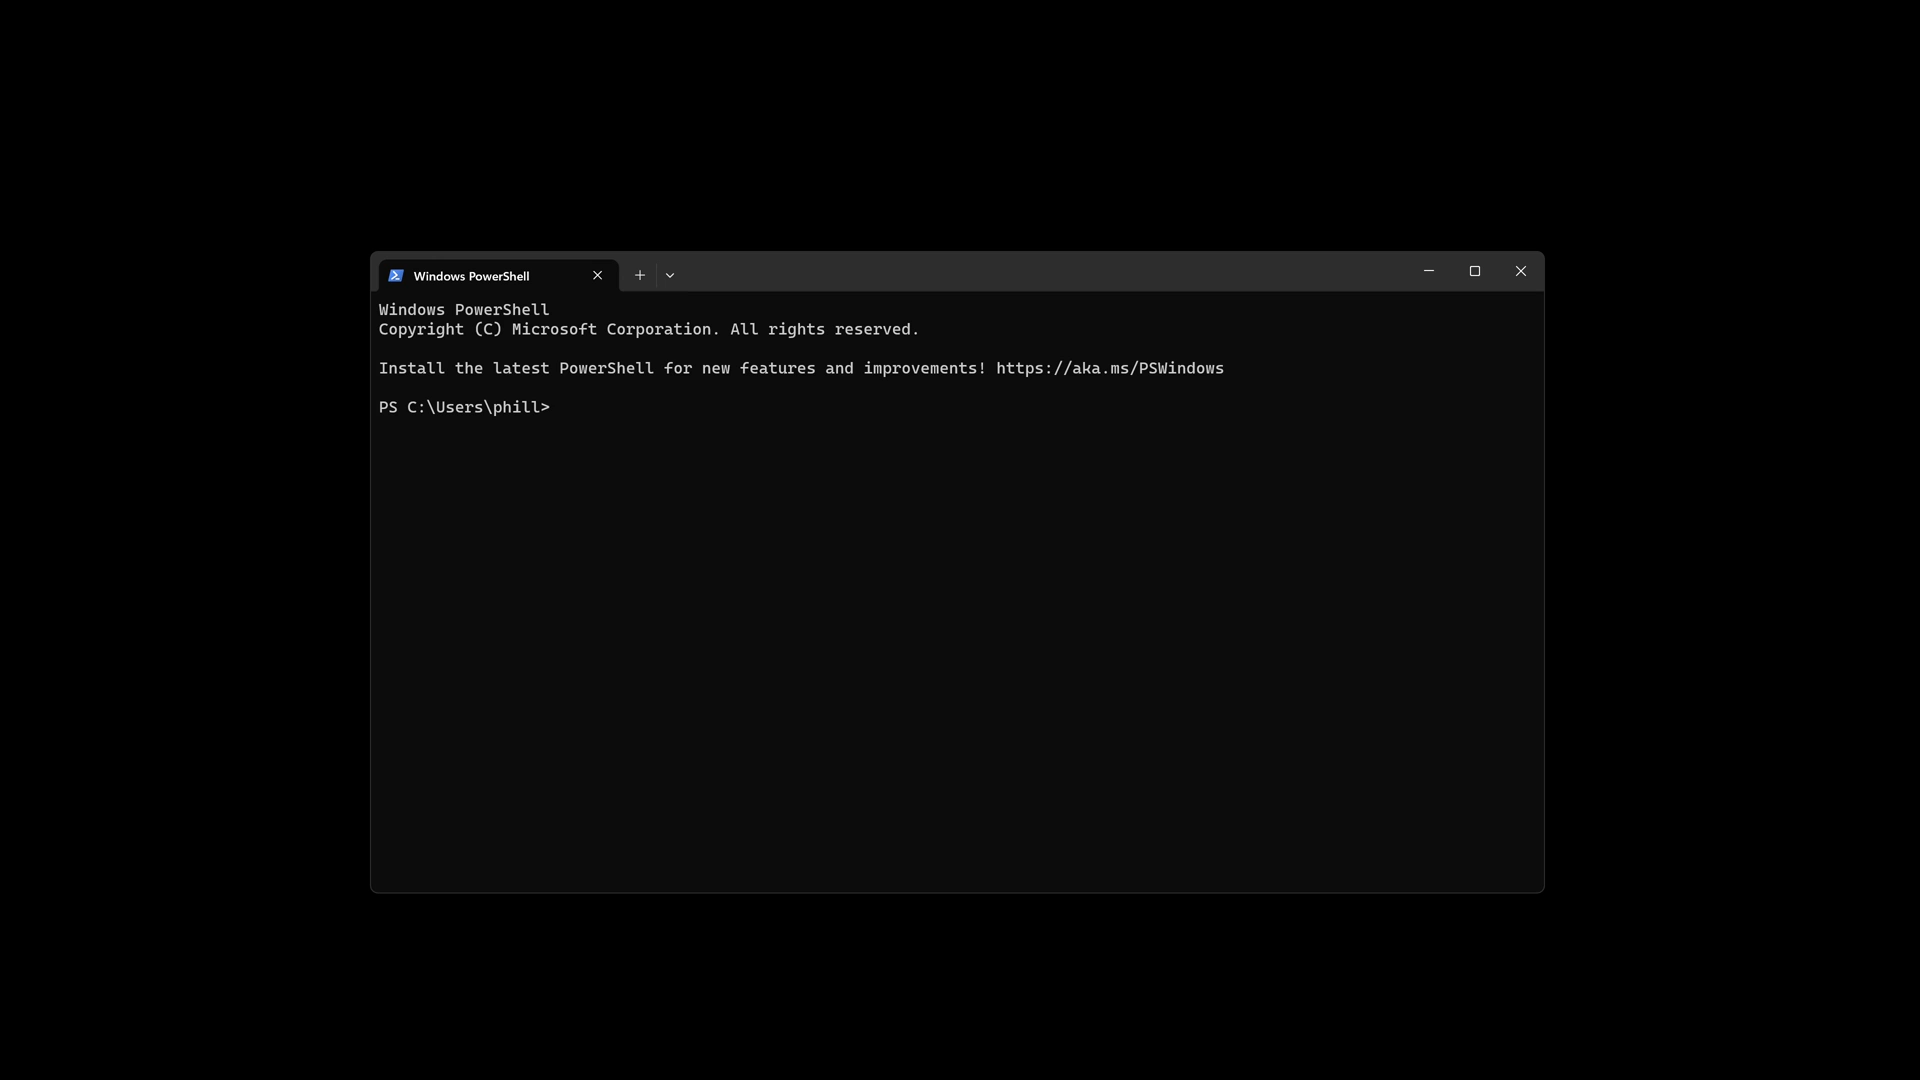 Windows PowerShell
Windows PowerShell
Copyright (C) Microsoft Corporation. All rights reserved.
Install the latest PowerShell for new features and improvements! https://aka.ms/PSWindows
PS C:\Users\phill>